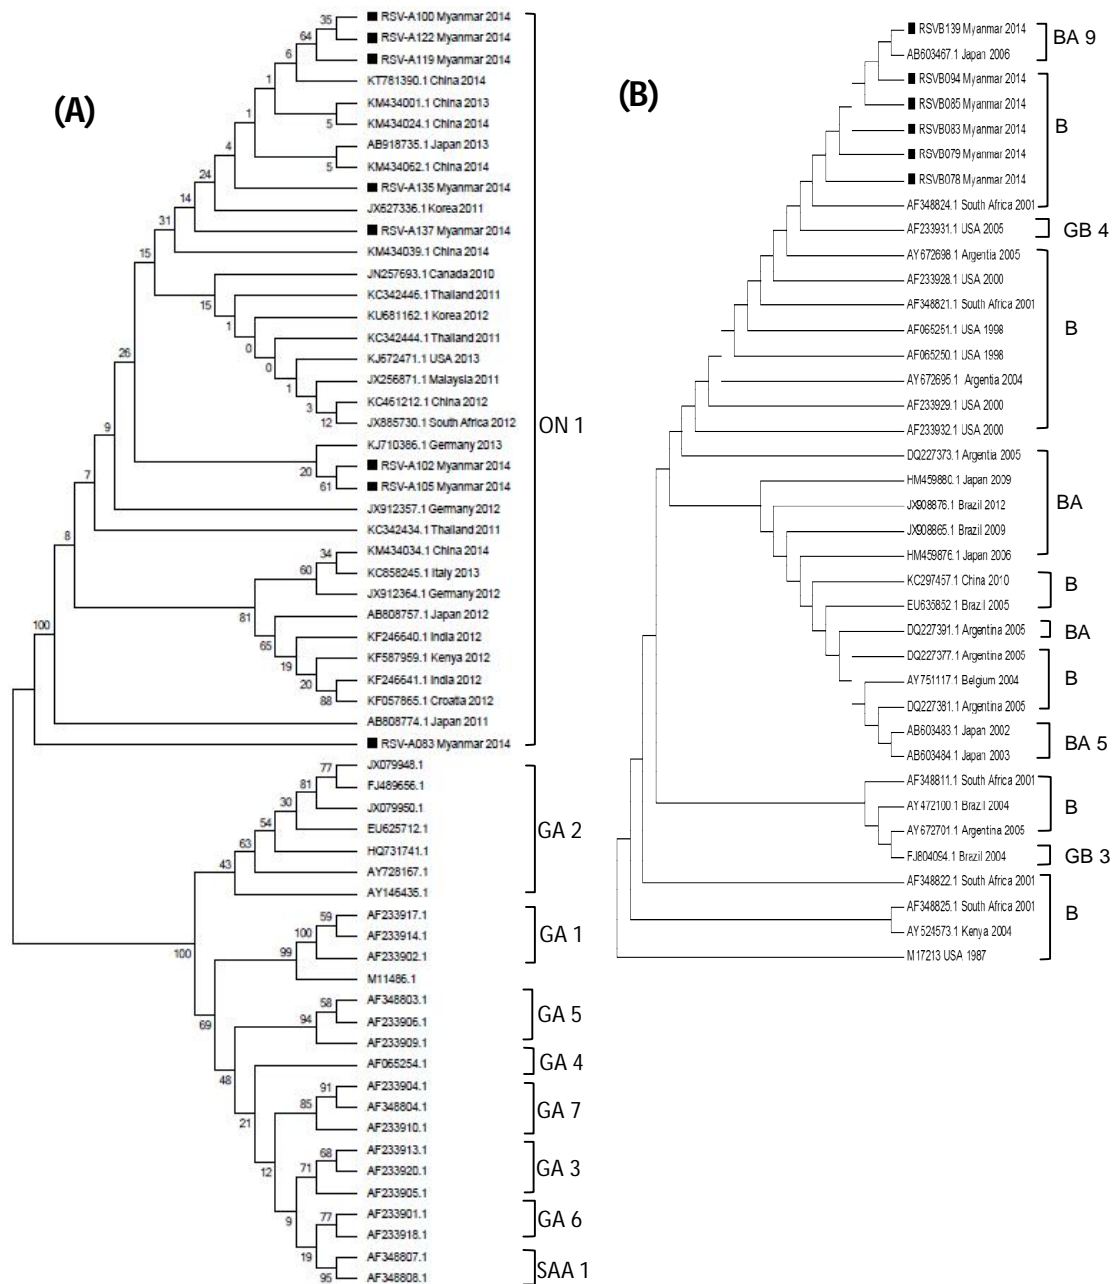 (A)
35
RSV-A100 Myanmar 2014
64
RSV-A122 Myanmar 2014
6
RSV-A119 Myanmar 2014
1
KT781390.1 China 2014
1
KM434001.1 China 2013
5
KM434024.1 China 2014
4
AB918735.1 Japan 2013
5
KM434062.1 China 2014
24
RSV-A135 Myanmar 2014
14
JX627336.1 Korea 2011
31
RSV-A137 Myanmar 2014
15
KM434039.1 China 2014
JN257693.1 Canada 2010
15
KC342446.1 Thailand 2011
1
KU681162.1 Korea 2012
0
KC342444.1 Thailand 2011
26
0
KJ672471.1 USA 2013
1
JX256871.1 Malaysia 2011
3
KC461212.1 China 2012
12
JX885730.1 South Africa 2012
ON 1
9
KJ710386.1 Germany 2013
20
RSV-A102 Myanmar 2014
61
RSV-A105 Myanmar 2014
7
JX912357.1 Germany 2012
KC342434.1 Thailand 2011
8
34
KM434034.1 China 2014
60
KC858245.1 Italy 2013
JX912364.1 Germany 2012
81
AB808757.1 Japan 2012
100
65
KF246640.1 India 2012
19
KF587959.1 Kenya 2012
20
KF246641.1 India 2012
88
KF057865.1 Croatia 2012
AB808774.1 Japan 2011
RSV-A083 Myanmar 2014
77
JX079948.1
81
FJ489656.1
30
JX079950.1
54
EU625712.1
GA 2
63
HQ731741.1
43
AY728167.1
AY146435.1
59
AF233917.1
100
AF233914.1
GA 1
99
AF233902.1
100
M11486.1
58
AF348803.1
94
AF233906.1
GA 5
69
AF233909.1
48
AF065254.1
GA 4
91
AF233904.1
85
AF348804.1
GA 7
21
AF233910.1
68
AF233913.1
71
AF233920.1
GA 3
12
AF233905.1
9
77
AF233901.1
GA 6
AF233918.1
19
AF348807.1
SAA 1
95
AF348808.1
(B)
RSVB139 Myanmar 2014
BA 9
AB603467.1 Japan 2006
RSVB094 Myanmar 2014
RSVB085 Myanmar 2014
B
RSVB083 Myanmar 2014
RSVB079 Myanmar 2014
RSVB078 Myanmar 2014
AF348824.1 South Africa 2001
AF233931.1 USA 2005
GB 4
AY672698.1 Argentia 2005
AF233928.1 USA 2000
AF348821.1 South Africa 2001
B
AF065251.1 USA 1998
AF065250.1 USA 1998
AY672695.1 Argentia 2004
AF233929.1 USA 2000
AF233932.1 USA 2000
DQ227373.1 Argentia 2005
HM459880.1 Japan 2009
BA
JX908876.1 Brazil 2012
JX908865.1 Brazil 2009
HM459876.1 Japan 2006
KC297457.1 China 2010
B
EU635852.1 Brazil 2005
DQ227391.1 Argentina 2005
BA
DQ227377.1 Argentina 2005
AY751117.1 Belgium 2004
B
DQ227381.1 Argentina 2005
AB603483.1 Japan 2002
BA 5
AB603484.1 Japan 2003
AF348811.1 South Africa 2001
AY472100.1 Brazil 2004
B
AY672701.1 Argentina 2005
FJ804094.1 Brazil 2004
GB 3
AF348822.1 South Africa 2001
AF348825.1 South Africa 2001
B
AY524573.1 Kenya 2004
M17213 USA 1987